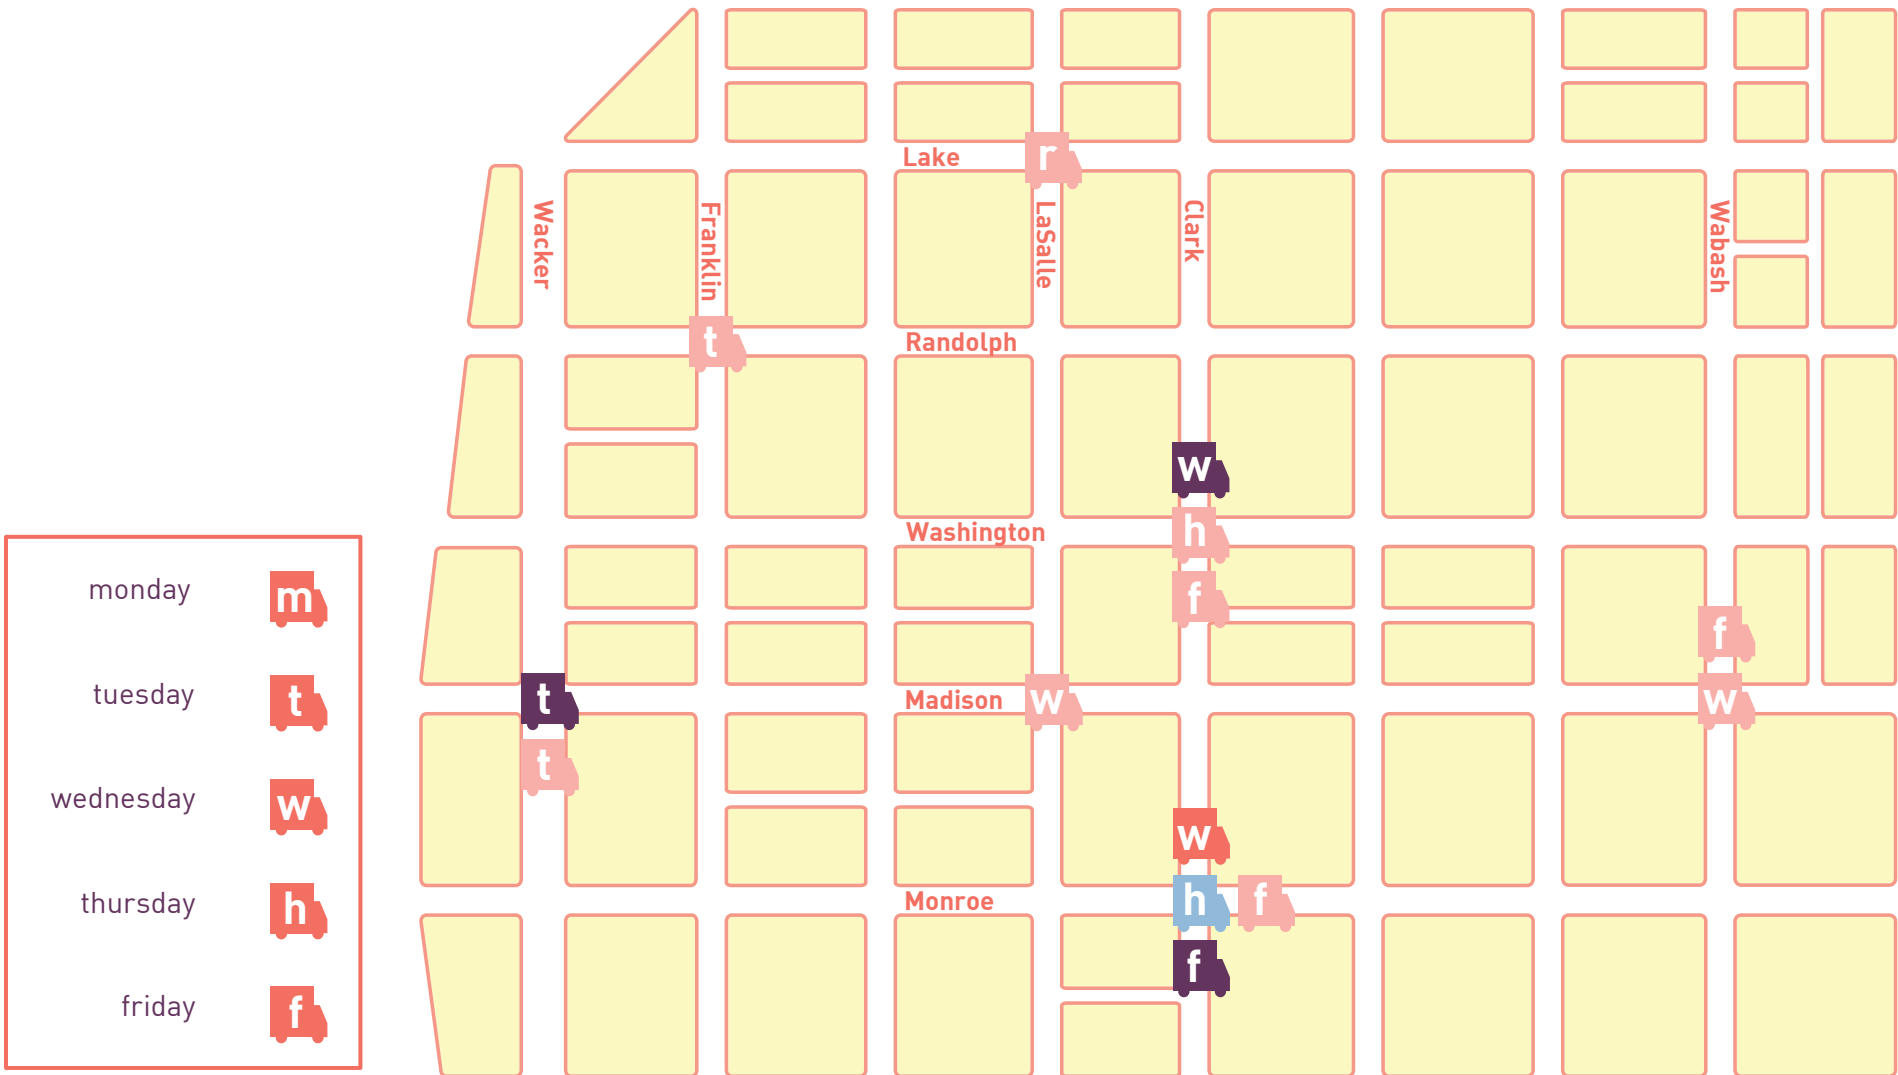 Lake
r
Wacker
Franklin
LaSalle
Clark
Wabash
t
Randolph
w
Washington
h
f
f
t
Madison
w
w
t
w
Monroe
h
f
f
monday
m
tuesday
t
wednesday
w
thursday
h
friday
f